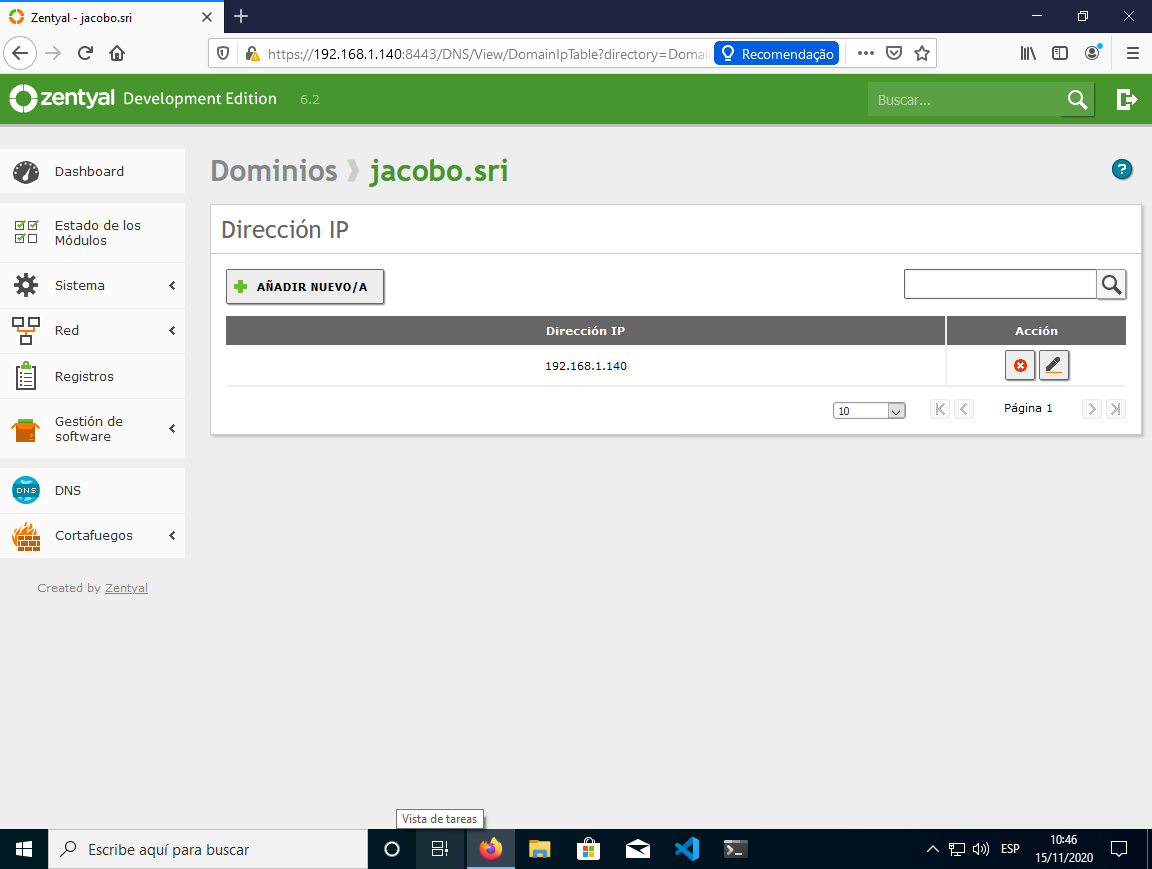 Zentyal - jacobo.sri
https://192.168.1.140:8443/DNS/View/DomainIpTable?directory=Domai
Recomendação
zentyal Development Edition 6.2
Buscar...
Dashboard
Estado de los
Módulos
Sistema
Red
Registros
Gestión de
software
DNS
DNS
Cortafuegos
Created by Zentyal
Dominios jacobo.sri
?
Dirección IP
AÑADIR NUEVO/A
Dirección IP Acción
192.168.1.140
10 Página 1
Vista de tareas
Escribe aquí para buscar
ESP
10:46
15/11/2020